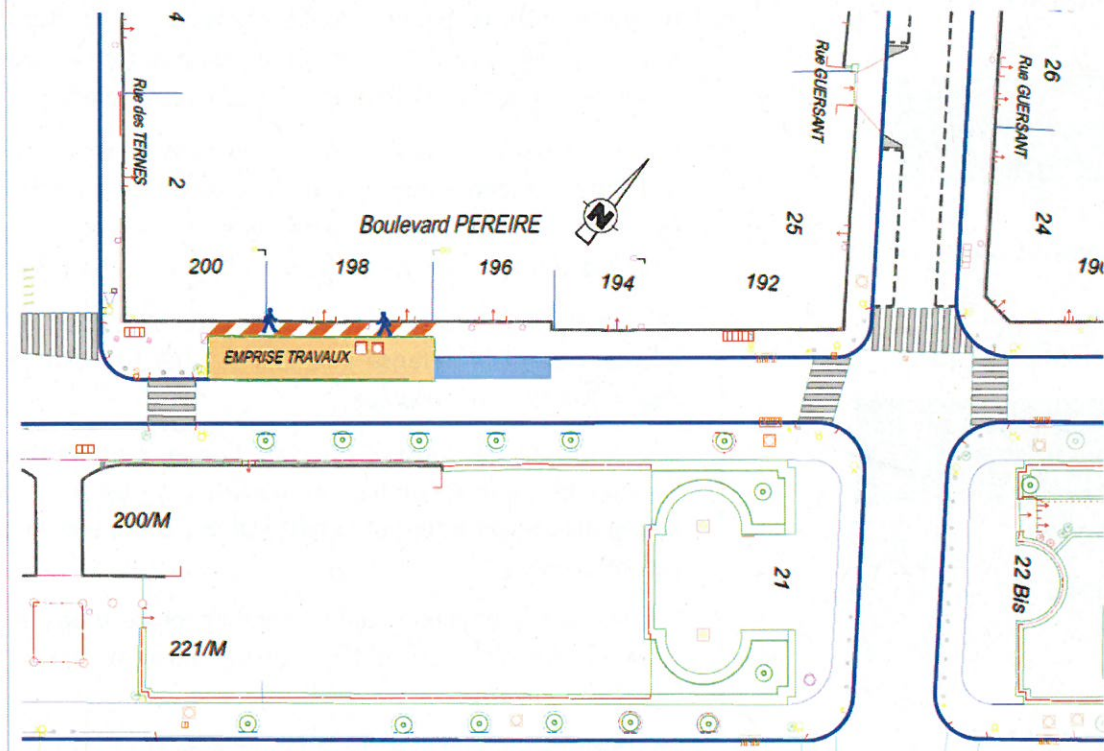 4
Rue des TERNES
2
Rue GUERSANT
26
Rue GUERSANT
24
25
N
Boulevard PEREIRE
200
198
196
194
192
190
EMPRISE TRAVAUX
200/M
221/M
21
22 Bis